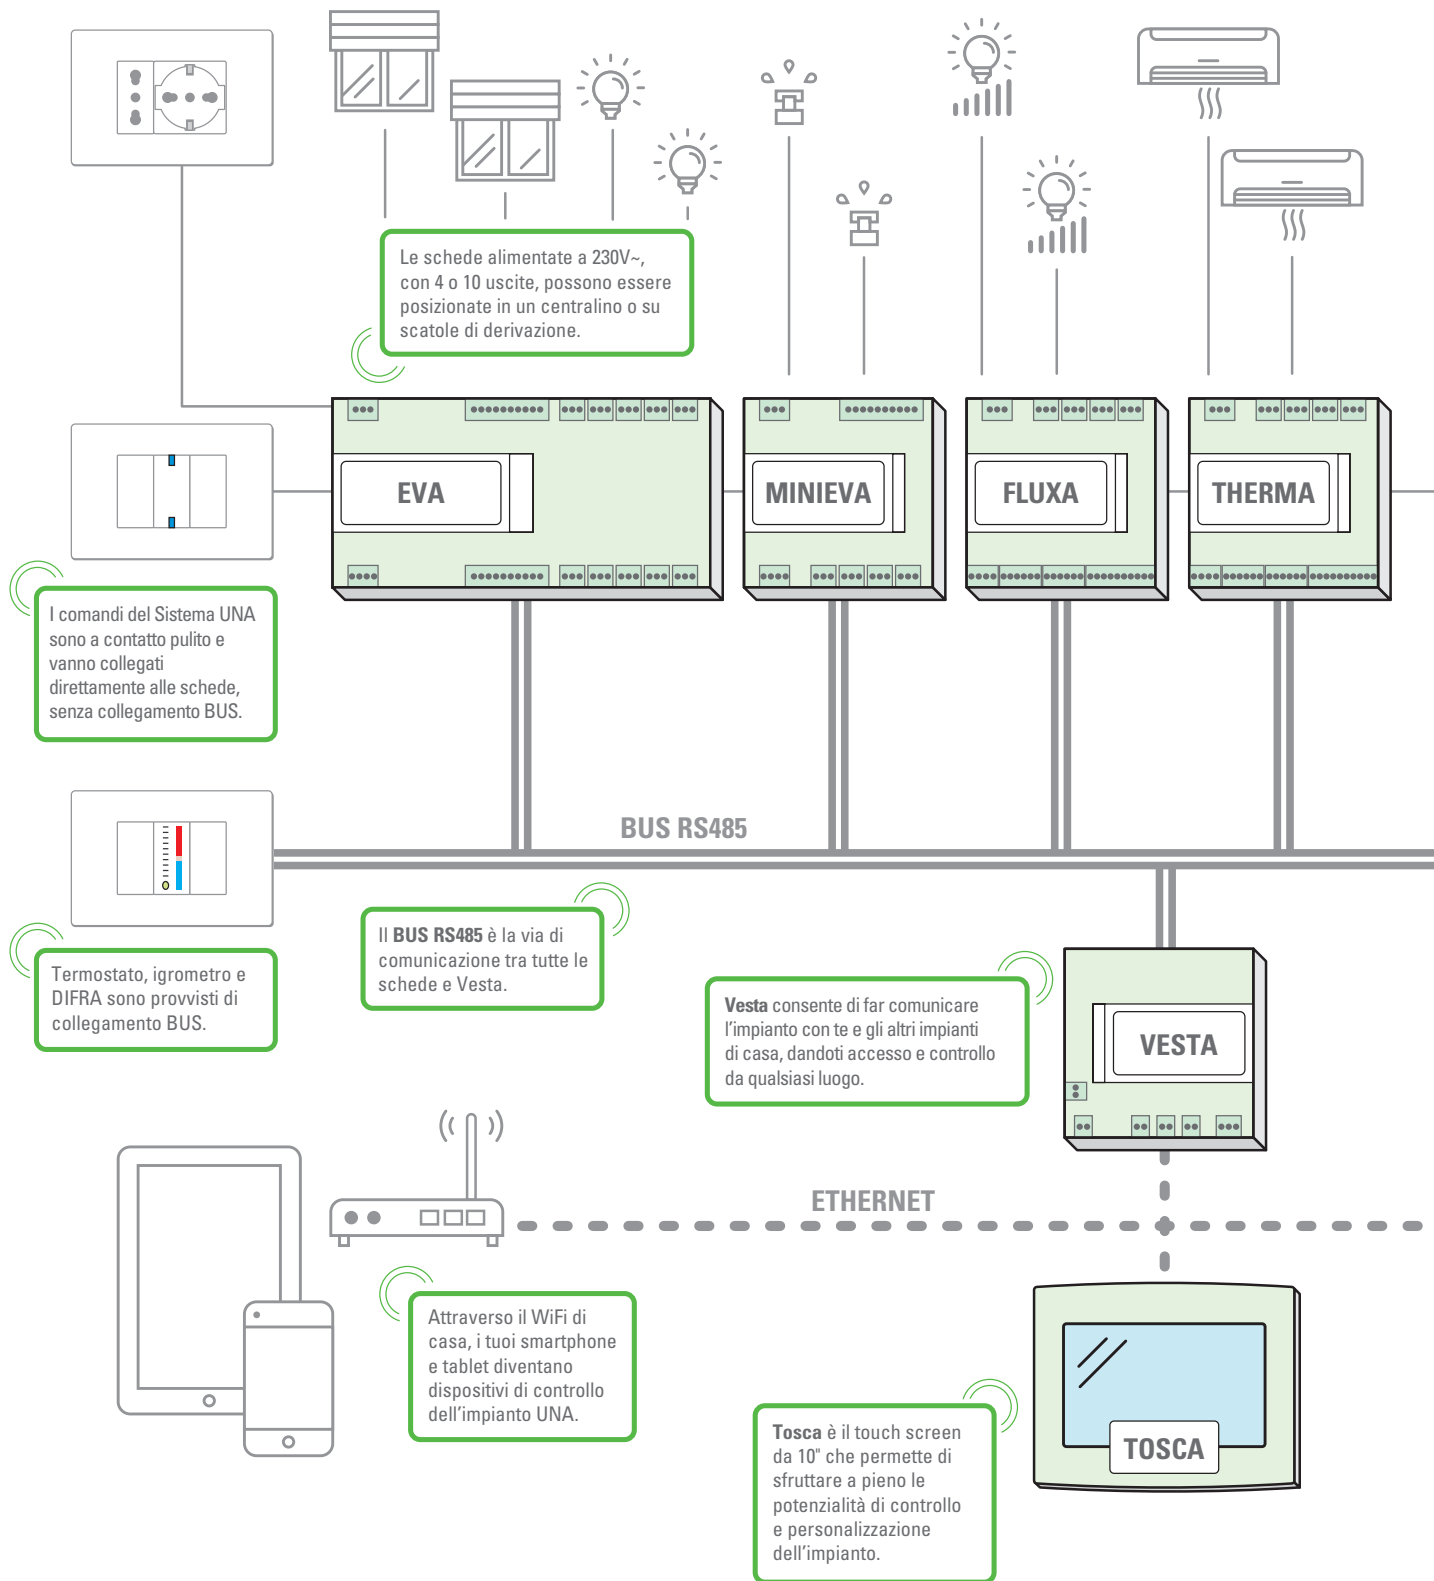 Le schede alimentate a 230V~,
con 4 o 10 uscite, possono essere
posizionate in un centralino o su
scatole di derivazione.
EVA
MINIEVA
FLUXA
THERMA
I comandi del Sistema UNA
sono a contatto pulito e
vanno collegati
direttamente alle schede,
senza collegamento BUS.
BUS RS485
Il BUS RS485 è la via di
comunicazione tra tutte le
schede e Vesta.
Termostato, igrometro e
DIFRA sono provvisti di
collegamento BUS.
Vesta consente di far comunicare
l'impianto con te e gli altri impianti
di casa, dandoti accesso e controllo
da qualsiasi luogo.
VESTA
ETHERNET
Attraverso il WiFi di
casa, i tuoi smartphone
e tablet diventano
dispositivi di controllo
dell'impianto UNA.
Tosca è il touch screen
da 10" che permette di
sfruttare a pieno le
potenzialità di controllo
e personalizzazione
dell'impianto.
TOSCA